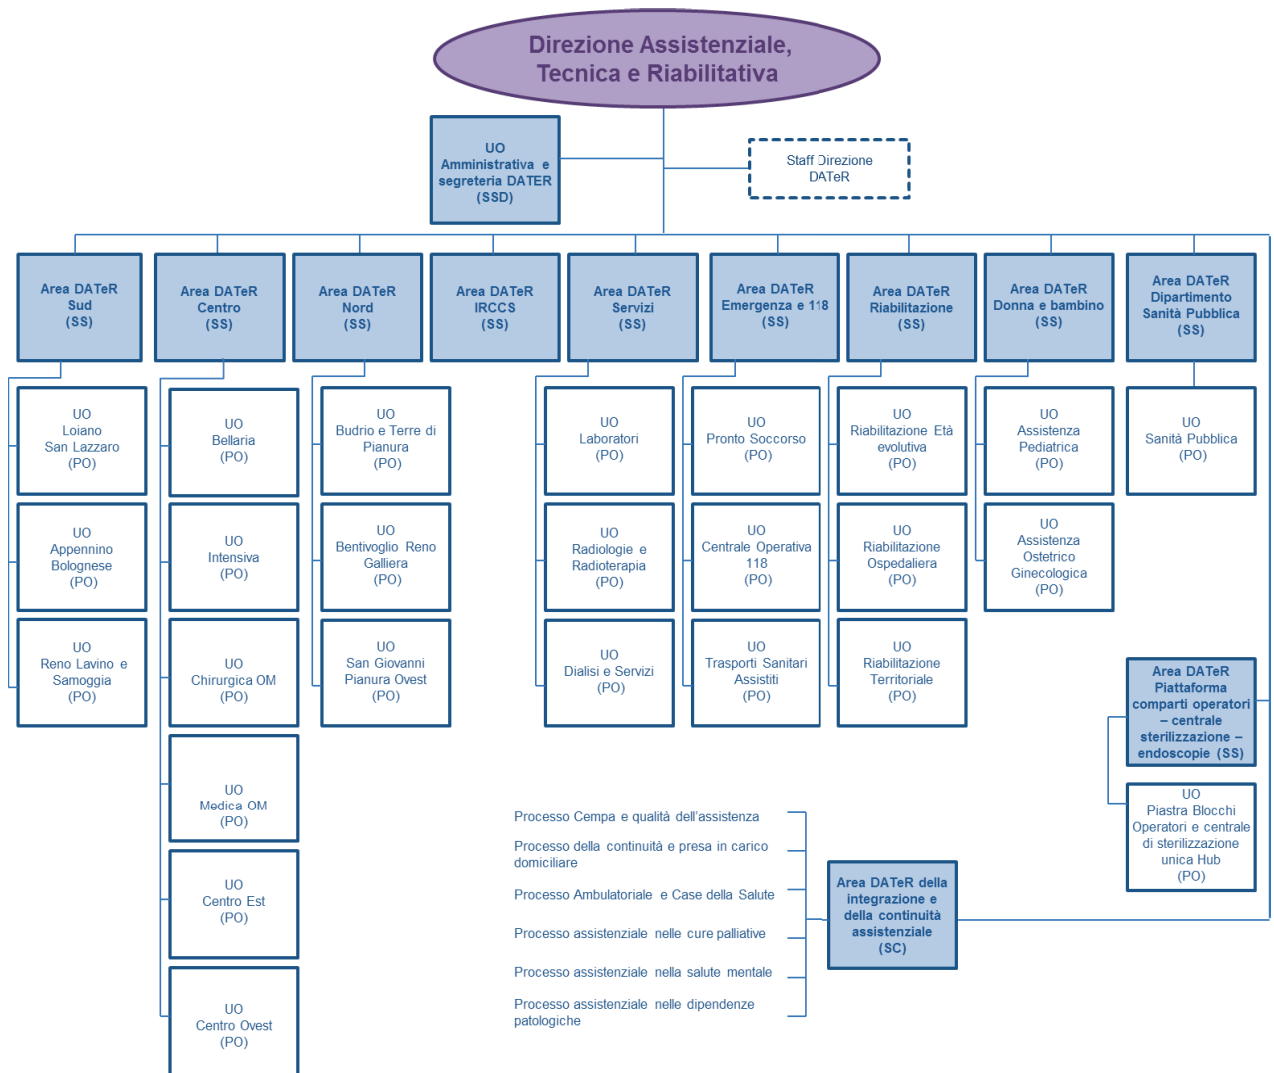 Direzione Assistenziale,
Tecnica e Riabilitativa
UO
Amministrativa e
segreteria DATER
(SSD)
Staff Direzione
DATeR
Area DATeR
Sud
(SS)
Area DATeR
Centro
(SS)
Area DATeR
Nord
(SS)
Area DATeR
IRCCS
(SS)
Area DATeR
Servizi
(SS)
Area DATeR
Emergenza e 118
(SS)
Area DATeR
Riabilitazione
(SS)
Area DATeR
Donna e bambino
(SS)
Area DATeR
Dipartimento
Sanità Pubblica
(SS)
UO
Loiano
San Lazzaro
(PO)
UO
Bellaria
(PO)
UO
Budrio e Terre di
Pianura
(PO)
UO
Laboratori
(PO)
UO
Pronto Soccorso
(PO)
UO
Riabilitazione Età
evolutiva
(PO)
UO
Assistenza
Pediatrica
(PO)
UO
Sanità Pubblica
(PO)
UO
Appennino
Bolognese
(PO)
UO
Intensiva
(PO)
UO
Bentivoglio Reno
Galliera
(PO)
UO
Radiologie e
Radioterapia
(PO)
UO
Centrale Operativa
118
(PO)
UO
Riabilitazione
Ospedaliera
(PO)
UO
Assistenza
Ostetrico
Ginecologica
(PO)
UO
Reno Lavino e
Samoggia
(PO)
UO
Chirurgica OM
(PO)
UO
San Giovanni
Pianura Ovest
(PO)
UO
Dialisi e Servizi
(PO)
UO
Trasporti Sanitari
Assistiti
(PO)
UO
Riabilitazione
Territoriale
(PO)
Area DATeR
Piattaforma
comparti operatori
– centrale
sterilizzazione –
endoscopie (SS)
UO
Medica OM
(PO)
UO
Piastra Blocchi
Operatori e centrale
di sterilizzazione
unica Hub
(PO)
UO
Centro Est
(PO)
UO
Centro Ovest
(PO)
Processo Cempa e qualità dell'assistenza
Processo della continuità e presa in carico
domiciliare
Processo Ambulatoriale e Case della Salute
Processo assistenziale nelle cure palliative
Processo assistenziale nella salute mentale
Processo assistenziale nelle dipendenze
patologiche
Area DATeR della
integrazione e
della continuità
assistenziale
(SC)